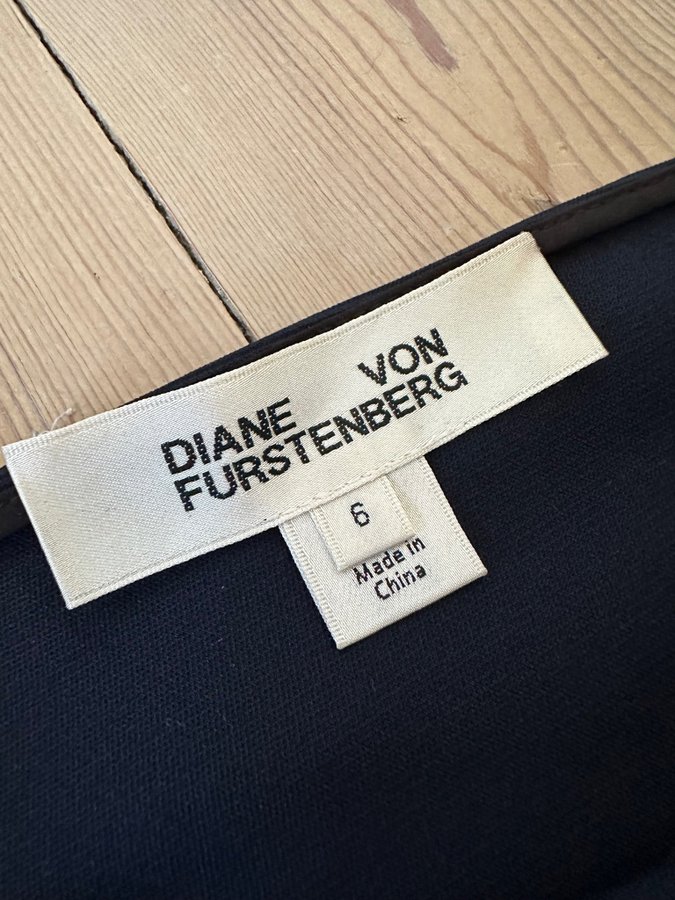 DIANE VON
FURSTENBERG
6
Made in
China